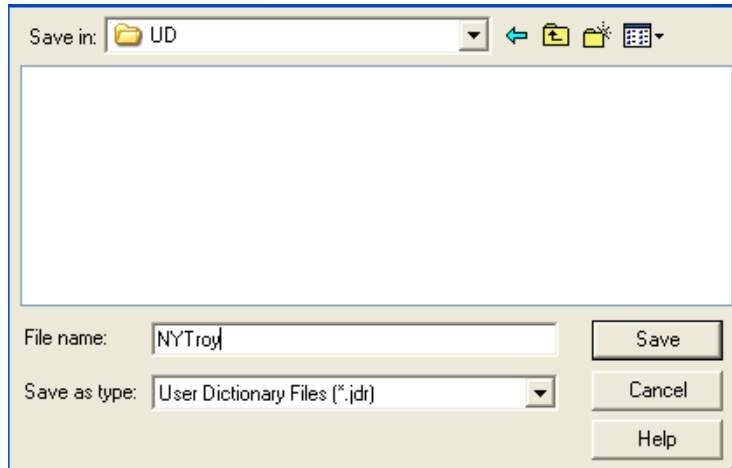 Save in: UD
File name: NYTroy Save
Save as type: User Dictionary Files (*.jdr) Cancel
Help